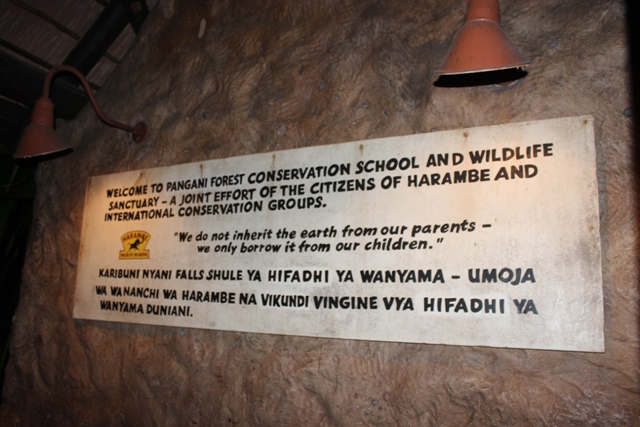 WELCOME TO PANGANI FOREST CONSERVATION SCHOOL AND WILDLIFE
SANCTUARY – A JOINT EFFORT OF THE CITIZENS OF HARAMBE AND
INTERNATIONAL CONSERVATION GROUPS.
"We do not inherit the earth from our parents –
we only borrow it from our children."
HARAMBE
KARIBUNI NYANI FALLS SHULE YA HIFADHI YA WANYAMA – UMOJA
WA WANANCHI WA HARAMBE NA VIKUNDI VINGINE VYA HIFADHI YA
WANYAMA DUNIANI.